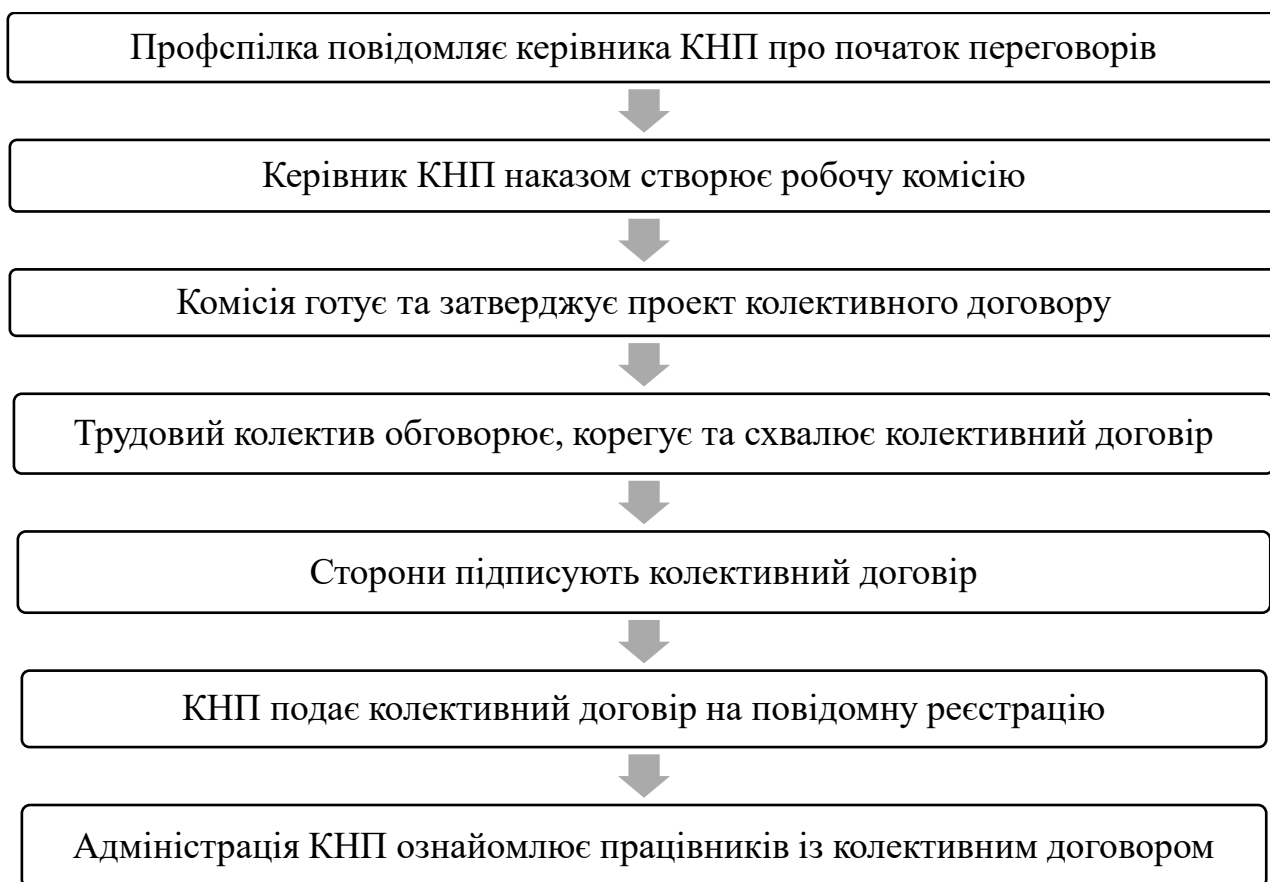 Профспілка повідомляє керівника КНП про початок переговорів
Керівник КНП наказом створює робочу комісію
Комісія готує та затверджує проект колективного договору
Трудовий колектив обговорює, корегує та схвалює колективний договір
Сторони підписують колективний договір
КНП подає колективний договір на повідомну реєстрацію
Адміністрація КНП ознайомлює працівників із колективним договором